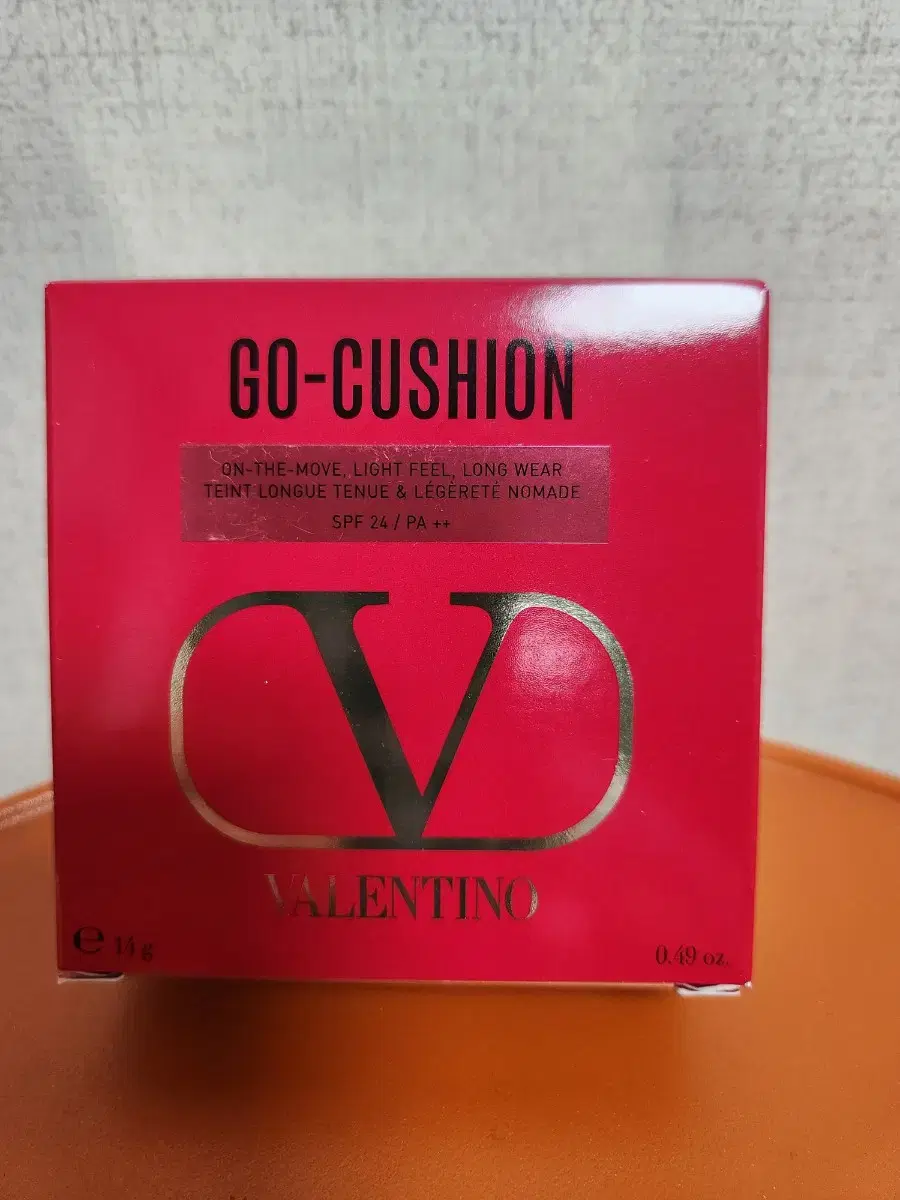 GO-CUSHION
ON-THE-MOVE, LIGHT FEEL, LONG WEAR
TEINT LONGUE TENUE & LÉGÈRETÉ NOMADE
SPF 24 / PA ++
V
VALENTINO
℮ 14 g
0.49 oz.